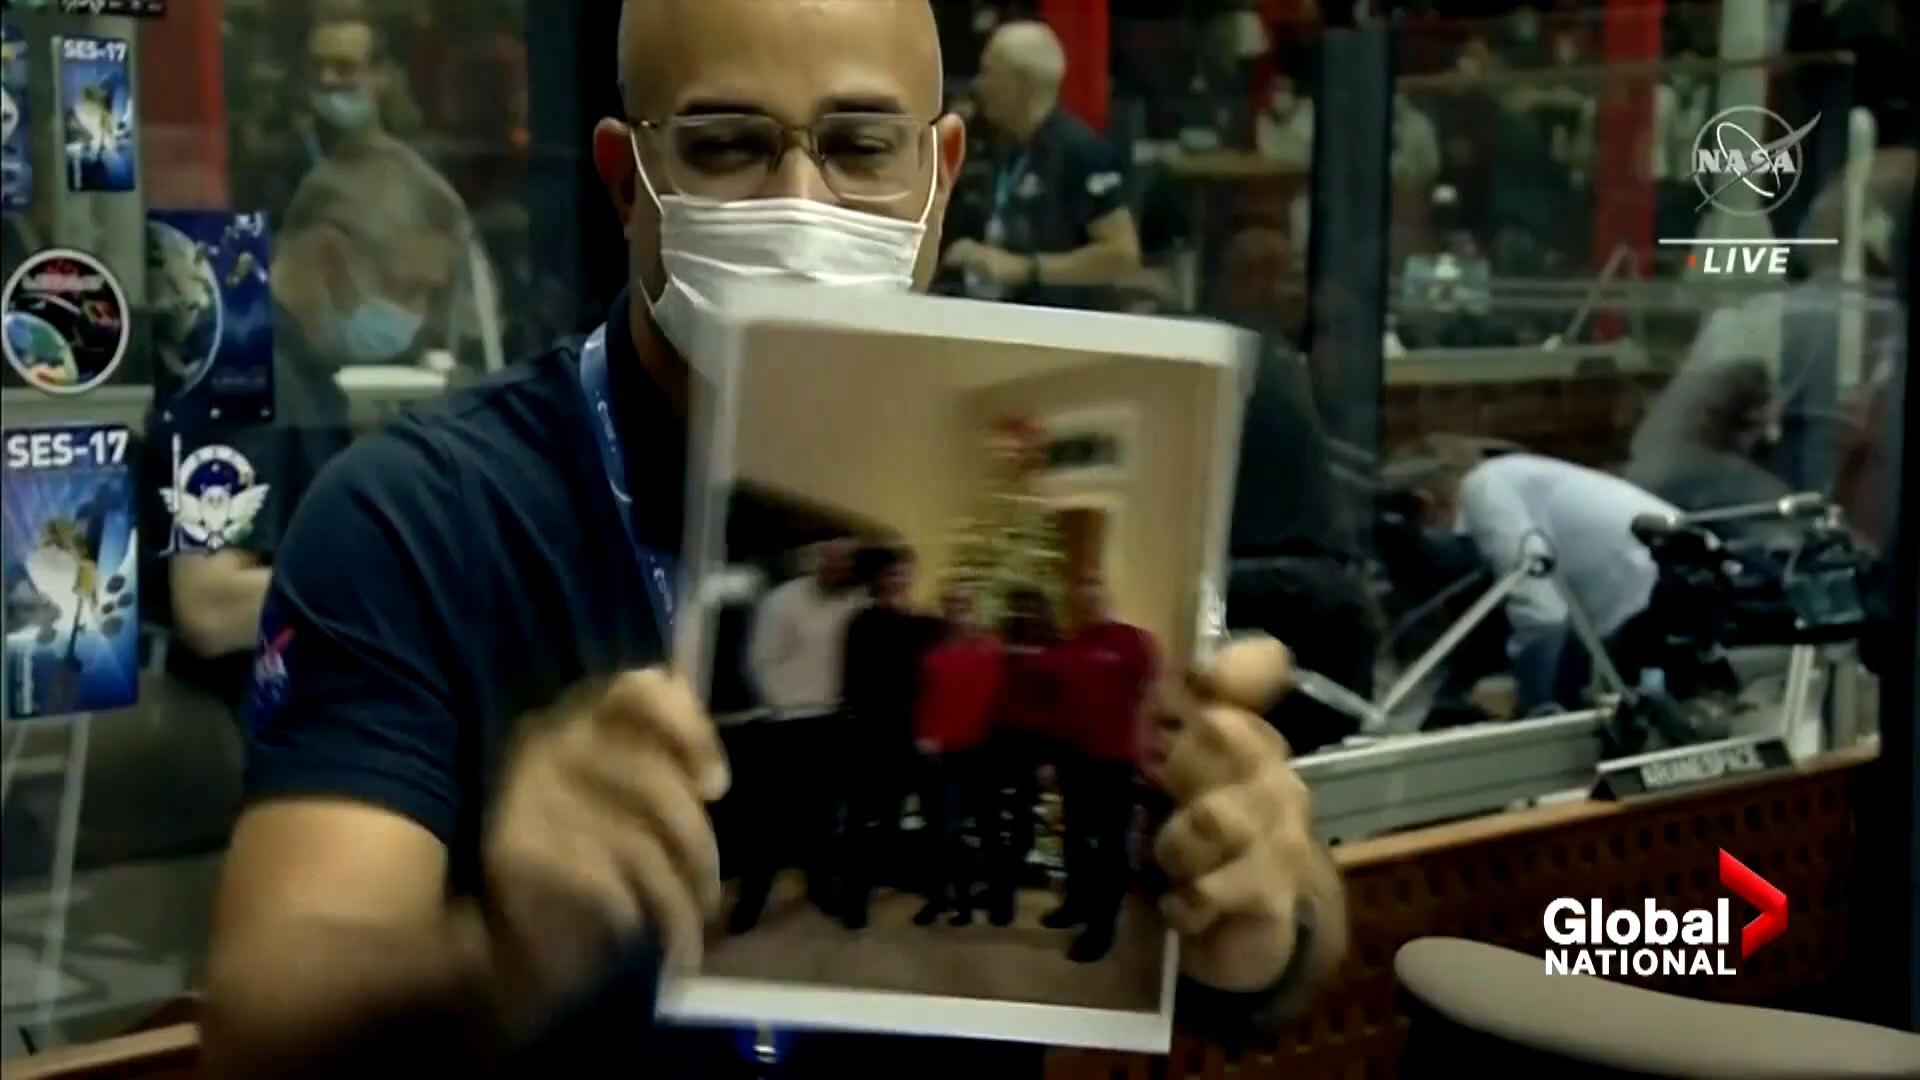 SES-17
SES-17
NASA
LIVE
ARIANESPACE
Global
NATIONAL